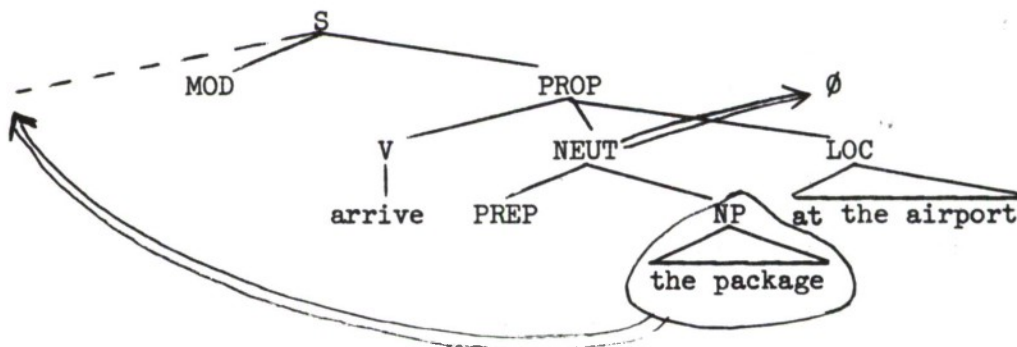 S
MOD PROP Ø
V NEUT LOC
arrive PREP NP at the airport
the package